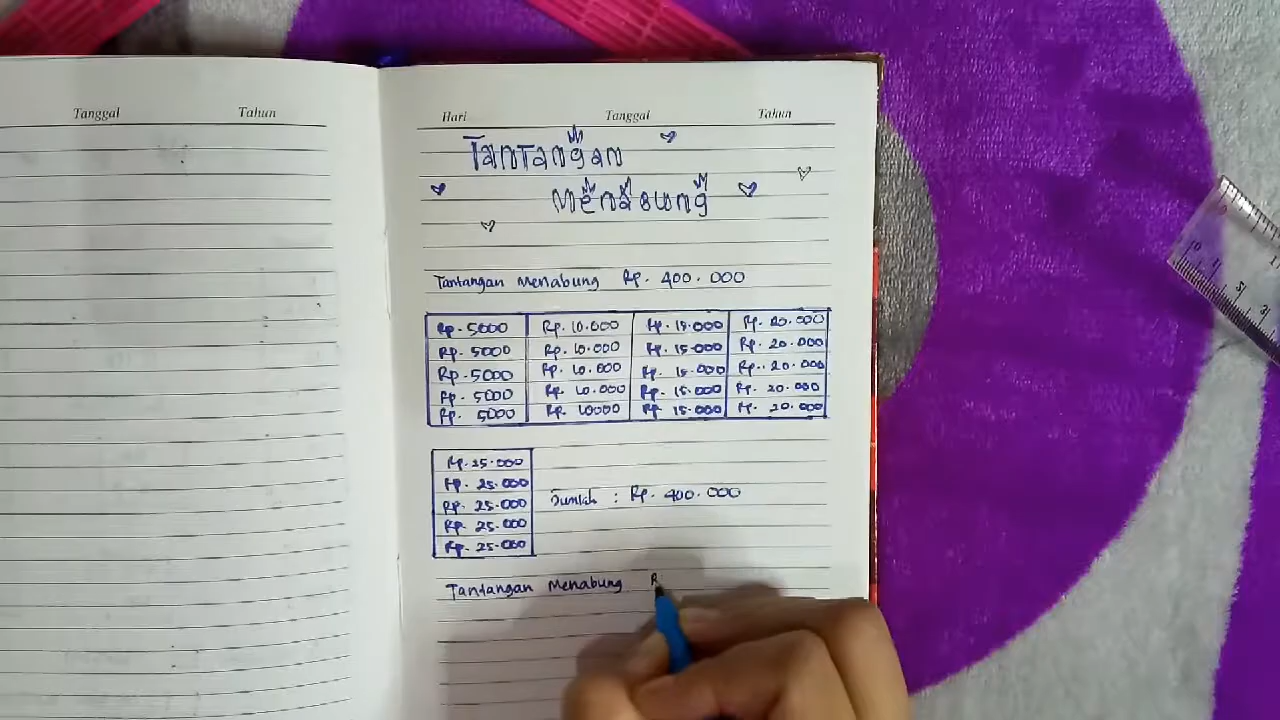 Tanggal Tahun
Hari Tanggal Tahun
Tantangan
Menabung
Tantangan Menabung Rp. 400.000
Rp. 5000 Rp. 10.000 Rp. 15.000 Rp. 20.000
Rp. 5000 Rp. 10.000 Rp. 15.000 Rp. 20.000
Rp. 5000 Rp. 10.000 Rp. 15.000 Rp. 20.000
Rp. 5000 Rp. 10.000 Rp. 15.000 Rp. 20.000
Rp. 5000 Rp. 10000 Rp. 15.000 Rp. 20.000
Rp. 25.000
Rp. 25.000
Rp. 25.000 Jumlah : Rp. 400.000
Rp. 25.000
Rp. 25.000
Tantangan Menabung R